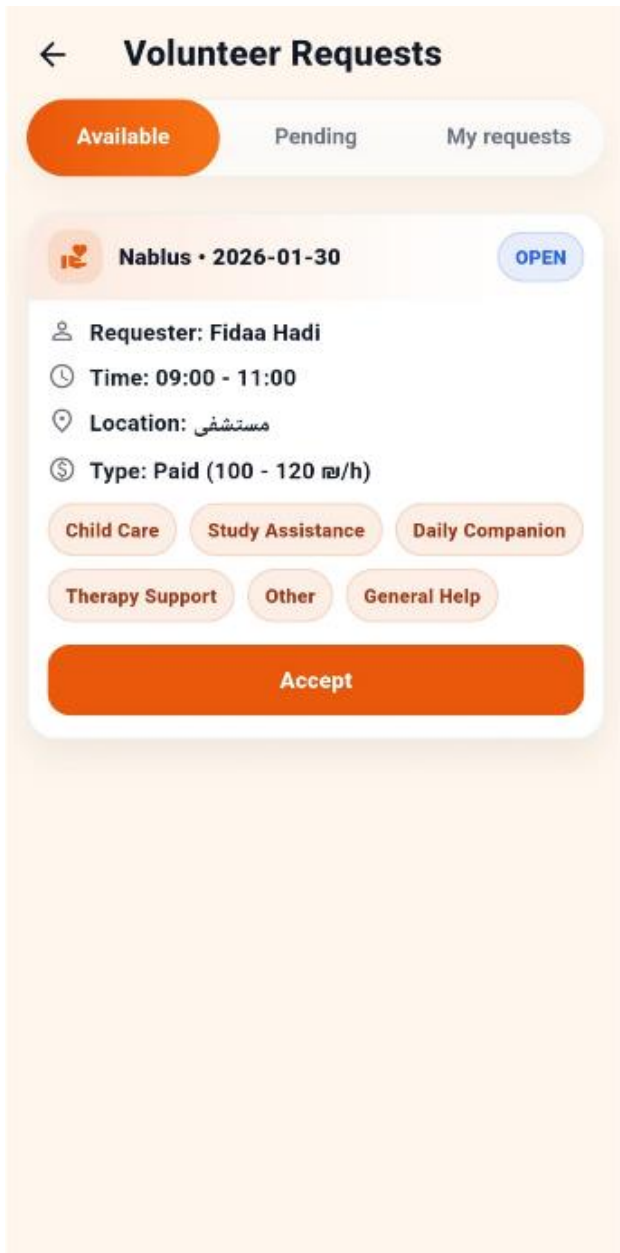 Volunteer Requests
Available Pending My requests
Nablus • 2026-01-30 OPEN
Requester: Fidaa Hadi
Time: 09:00 - 11:00
Location: مستشفى
Type: Paid (100 - 120 ₪/h)
Child Care Study Assistance Daily Companion
Therapy Support Other General Help
Accept